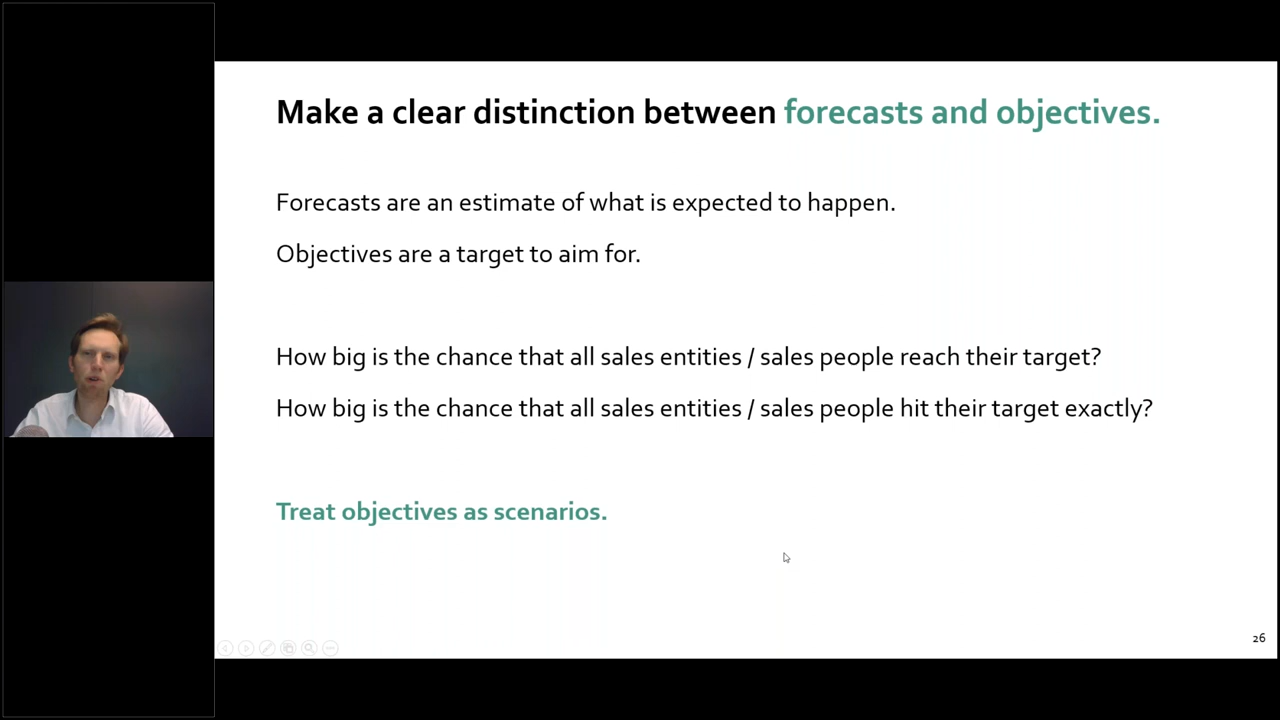 Make a clear distinction between forecasts and objectives.
Forecasts are an estimate of what is expected to happen.
Objectives are a target to aim for.
How big is the chance that all sales entities / sales people reach their target?
How big is the chance that all sales entities / sales people hit their target exactly?
Treat objectives as scenarios.
26